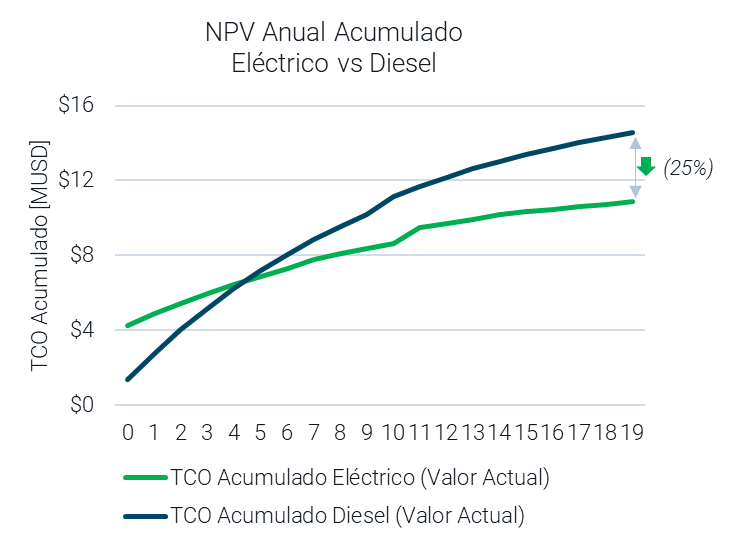 NPV Anual Acumulado
Eléctrico vs Diesel
TCO Acumulado [MUSD]
$16
$12
$8
$4
$0
(25%)
0 1 2 3 4 5 6 7 8 9 10 11 12 13 14 15 16 17 18 19
TCO Acumulado Eléctrico (Valor Actual)
TCO Acumulado Diesel (Valor Actual)